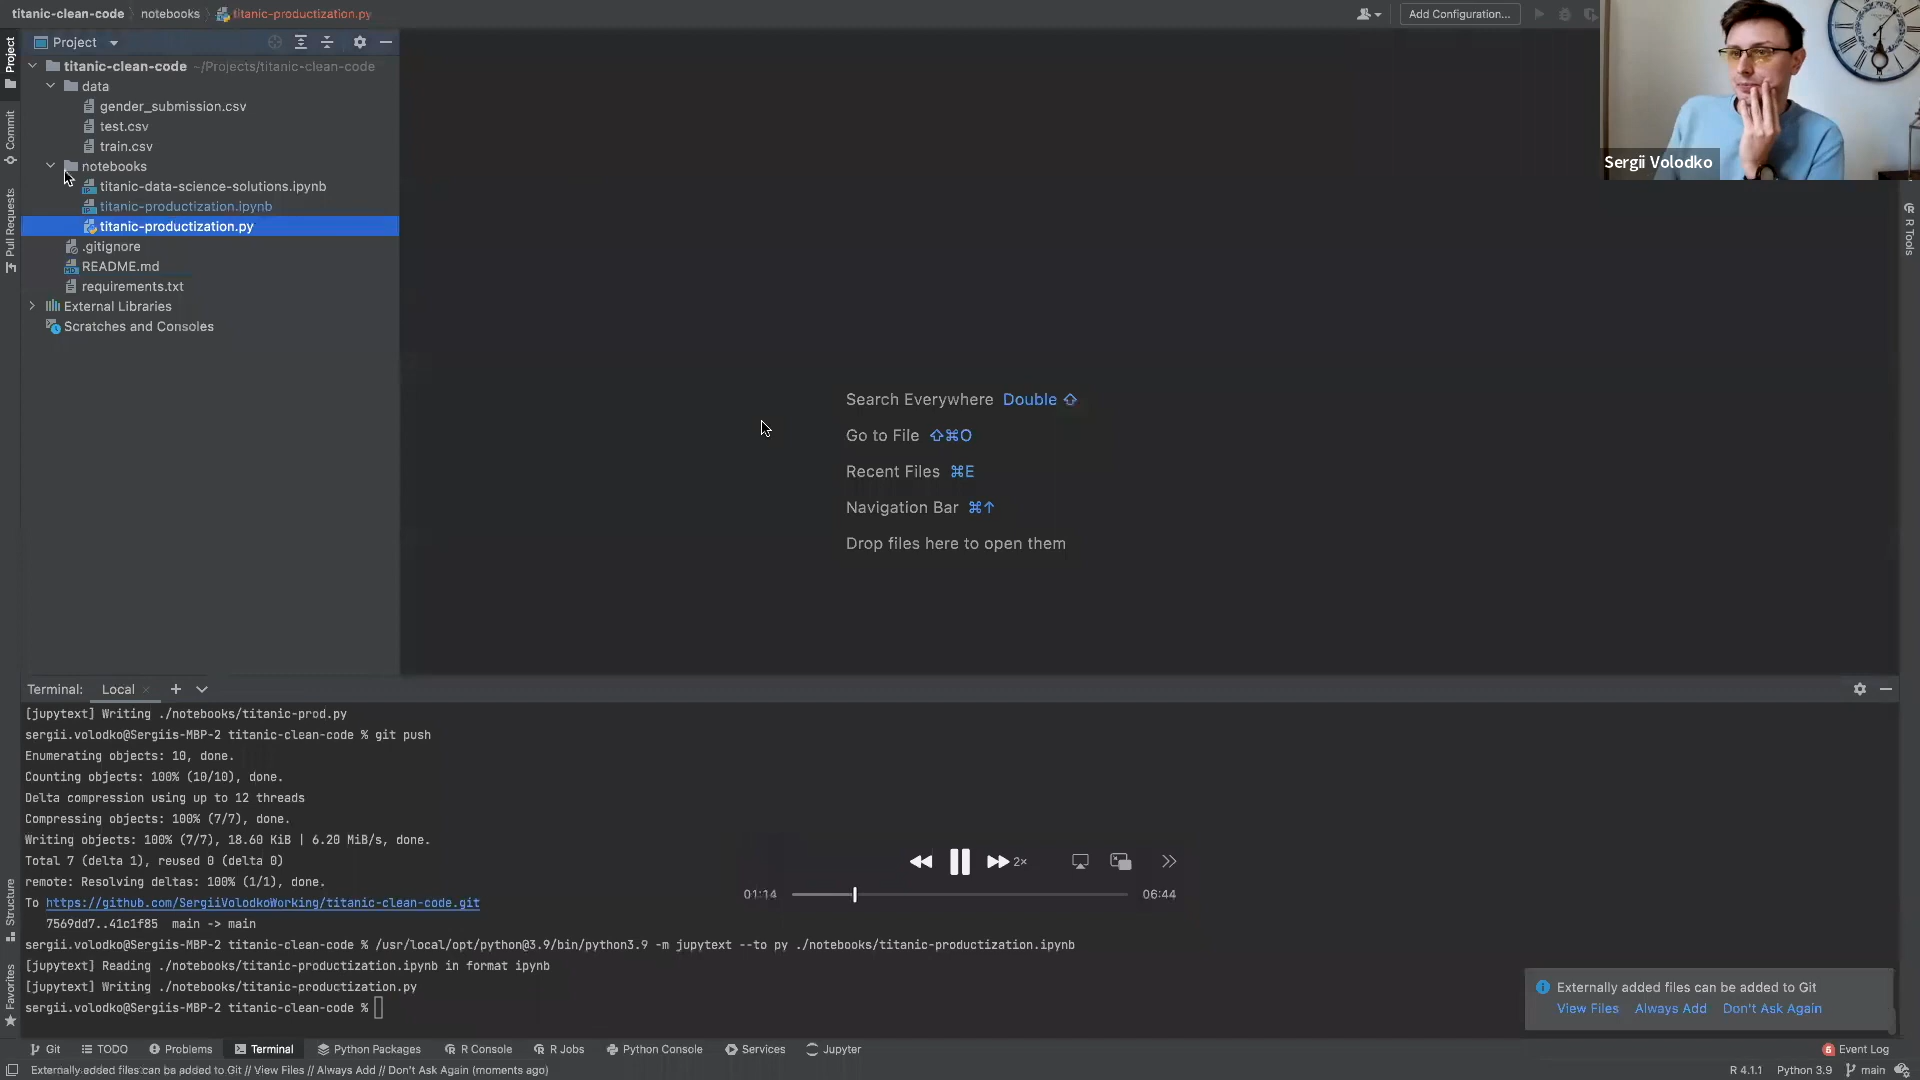 titanic-clean-code notebooks titanic-productization.py
Add Configuration...
Project
titanic-clean-code ~/Projects/titanic-clean-code
data
gender_submission.csv
test.csv
train.csv
notebooks
titanic-data-science-solutions.ipynb
titanic-productization.ipynb
titanic-productization.py
.gitignore
README.md
requirements.txt
External Libraries
Scratches and Consoles
Project
Commit
Pull Requests
Structure
Favorites
Sergii Volodko
R Tools
Search Everywhere Double ⇧
Go to File ⇧⌘O
Recent Files ⌘E
Navigation Bar ⌘↑
Drop files here to open them
Terminal: Local
[jupytext] Writing ./notebooks/titanic-prod.py
sergii.volodko@Sergiis-MBP-2 titanic-clean-code % git push
Enumerating objects: 10, done.
Counting objects: 100% (10/10), done.
Delta compression using up to 12 threads
Compressing objects: 100% (7/7), done.
Writing objects: 100% (7/7), 18.60 KiB | 6.20 MiB/s, done.
Total 7 (delta 1), reused 0 (delta 0)
remote: Resolving deltas: 100% (1/1), done.
To https://github.com/SergiiVolodkoWorking/titanic-clean-code.git
7569dd7..41c1f85 main -> main
sergii.volodko@Sergiis-MBP-2 titanic-clean-code % /usr/local/opt/python@3.9/bin/python3.9 -m jupytext --to py ./notebooks/titanic-productization.ipynb
[jupytext] Reading ./notebooks/titanic-productization.ipynb in format ipynb
[jupytext] Writing ./notebooks/titanic-productization.py
sergii.volodko@Sergiis-MBP-2 titanic-clean-code %
2×
01:14
06:44
Externally added files can be added to Git
View Files Always Add Don't Ask Again
Git TODO Problems Terminal Python Packages R Console R Jobs Python Console Services Jupyter
6 Event Log
Externally added files can be added to Git // View Files // Always Add // Don't Ask Again (moments ago)
R 4.1.1 Python 3.9 main